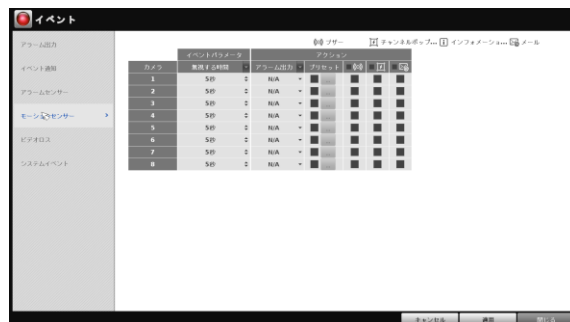 イベント
アラーム出力
イベント通知
アラームセンサー
モーションセンサー
ビデオロス
システムイベント
ブザー チャンネルポップ... インフォメーショ... メール
イベントパラメータ アクション
カメラ 無視する時間 アラーム出力 プリセット
1 5秒 N/A ...
2 5秒 N/A ...
3 5秒 N/A ...
4 5秒 N/A ...
5 5秒 N/A ...
6 5秒 N/A ...
7 5秒 N/A ...
8 5秒 N/A ...
キャンセル 適用 閉じる